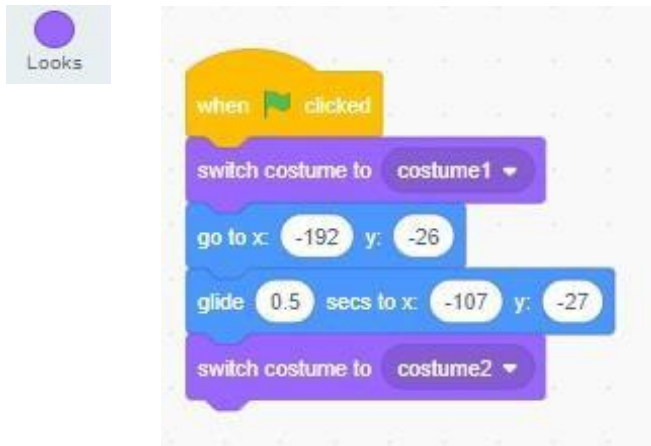 Looks
when clicked
switch costume to costume1
go to x: -192 y: -26
glide 0.5 secs to x: -107 y: -27
switch costume to costume2